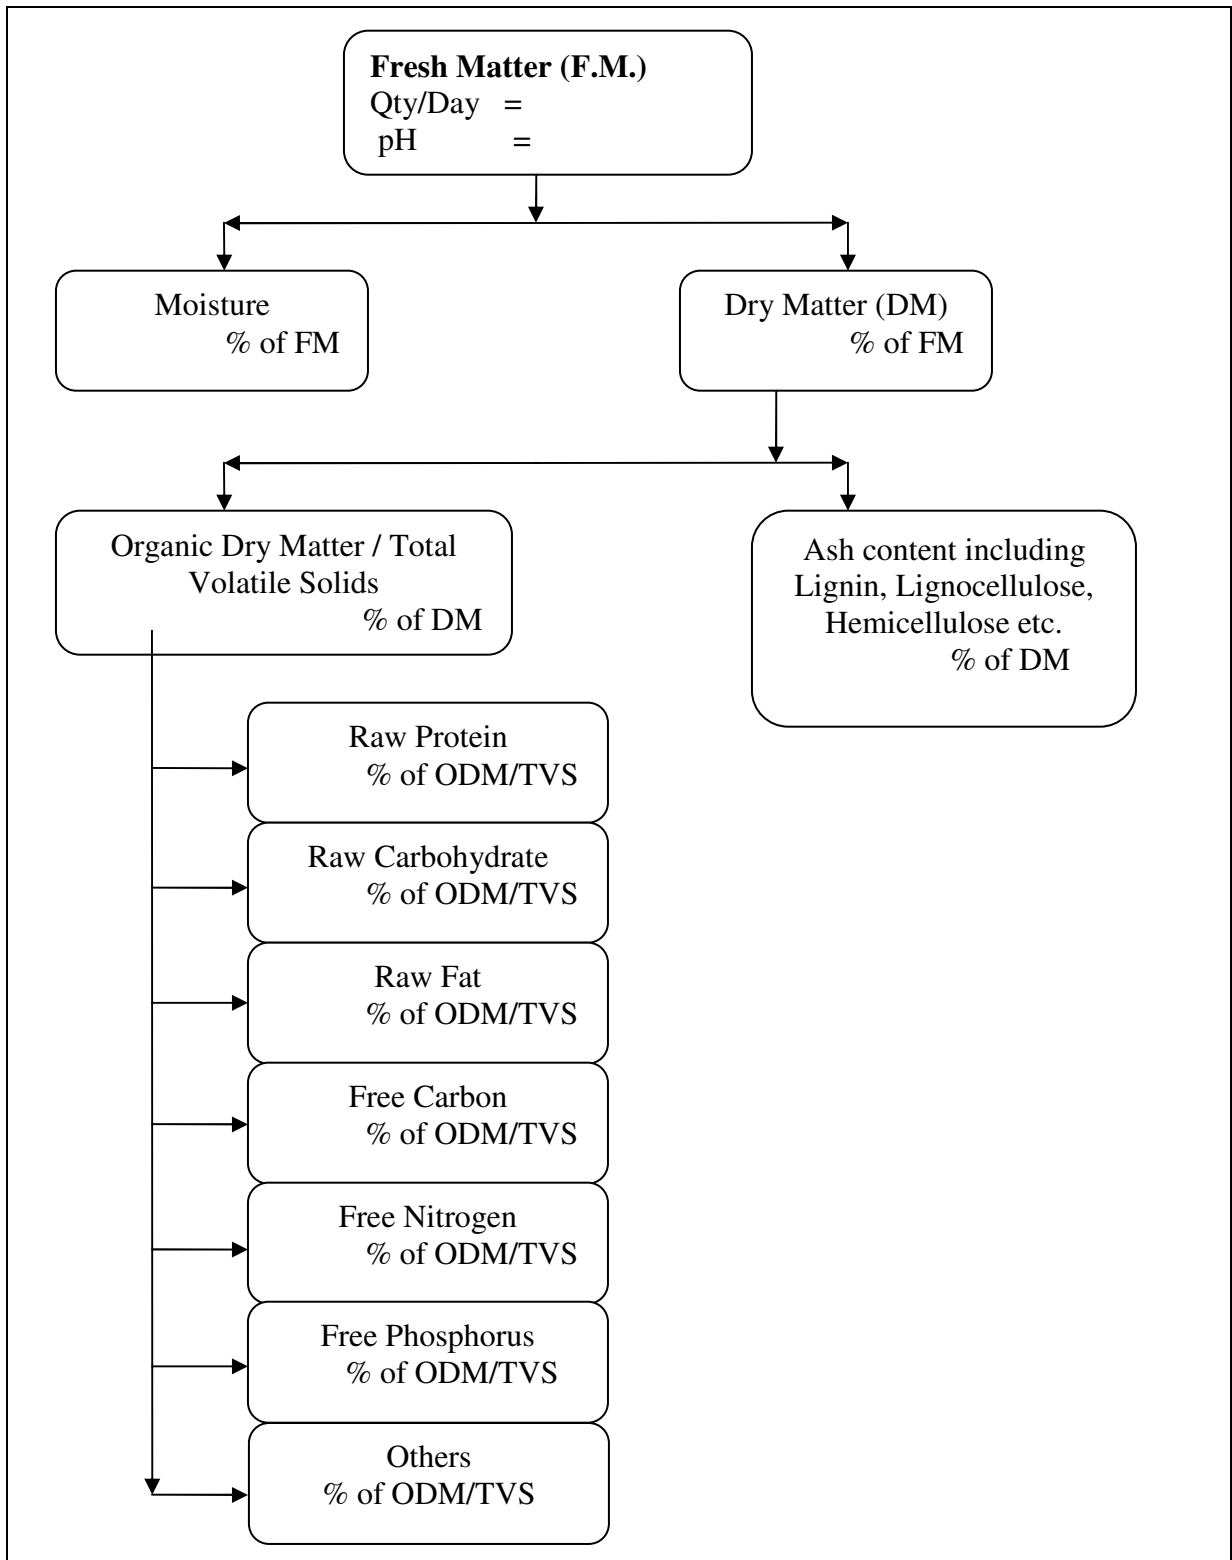 Fresh Matter (F.M.)
Qty/Day =
pH =
Moisture
% of FM
Dry Matter (DM)
% of FM
Organic Dry Matter / Total
Volatile Solids
% of DM
Ash content including
Lignin, Lignocellulose,
Hemicellulose etc.
% of DM
Raw Protein
% of ODM/TVS
Raw Carbohydrate
% of ODM/TVS
Raw Fat
% of ODM/TVS
Free Carbon
% of ODM/TVS
Free Nitrogen
% of ODM/TVS
Free Phosphorus
% of ODM/TVS
Others
% of ODM/TVS